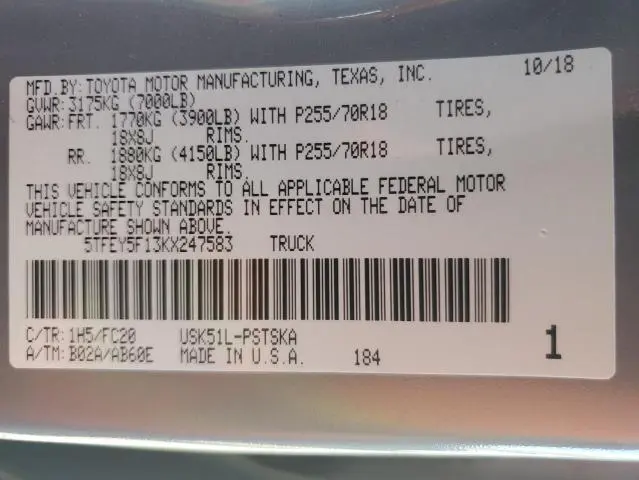 MFD.BY:TOYOTA MOTOR MANUFACTURING, TEXAS, INC. 10/18
GVWR:3175KG (7000LB)
GAWR:FRT. 1770KG (3900LB) WITH P255/70R18 TIRES,
18X8J RIMS.
RR. 1880KG (4150LB) WITH P255/70R18 TIRES,
18X8J RIMS.
THIS VEHICLE CONFORMS TO ALL APPLICABLE FEDERAL MOTOR
VEHICLE SAFETY STANDARDS IN EFFECT ON THE DATE OF
MANUFACTURE SHOWN ABOVE.
5TFEY5F13KX247583 TRUCK
C/TR:1H5/FC20 USK51L-PSTSKA
A/TM:B02A/AB60E MADE IN U.S.A. 184 1